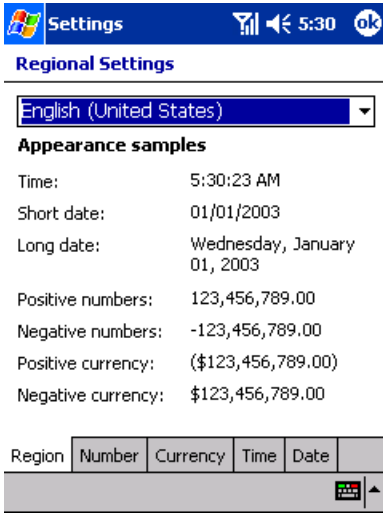 Settings 5:30 ok
Regional Settings
English (United States)
Appearance samples
Time: 5:30:23 AM
Short date: 01/01/2003
Long date: Wednesday, January
01, 2003
Positive numbers: 123,456,789.00
Negative numbers: -123,456,789.00
Positive currency: ($123,456,789.00)
Negative currency: $123,456,789.00
Region Number Currency Time Date